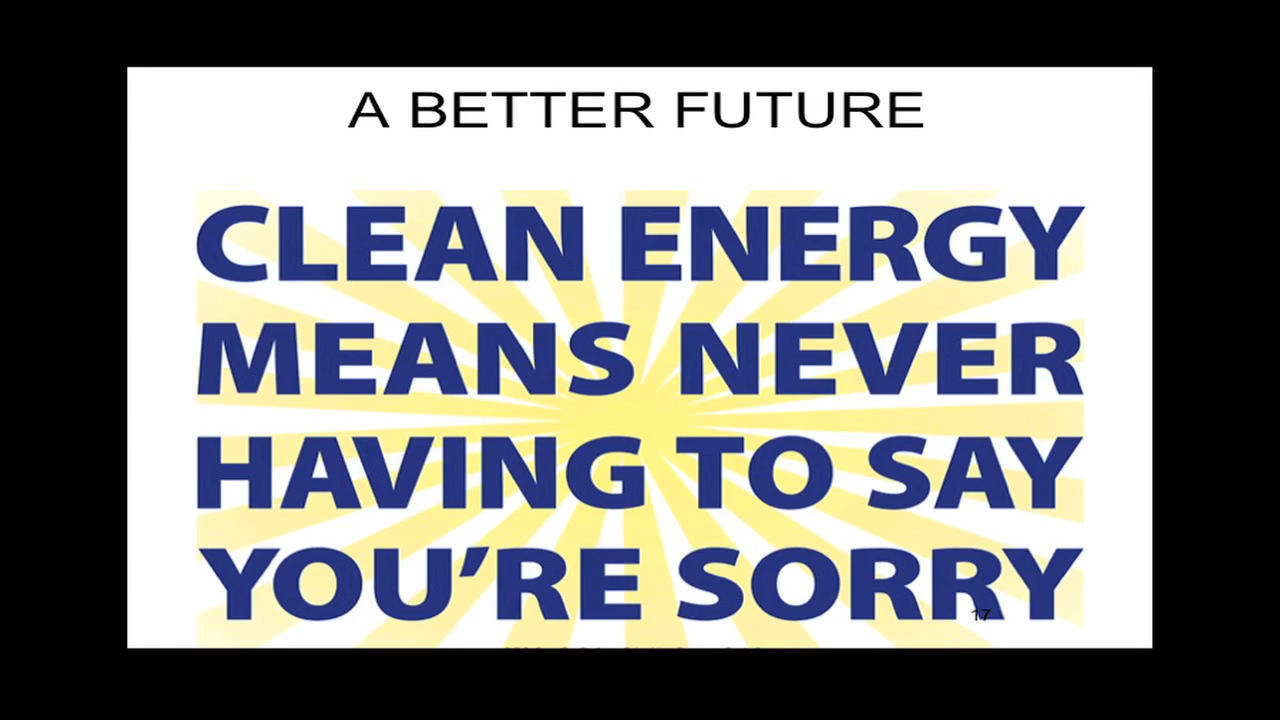 A BETTER FUTURE
CLEAN ENERGY
MEANS NEVER
HAVING TO SAY
YOU'RE SORRY
17